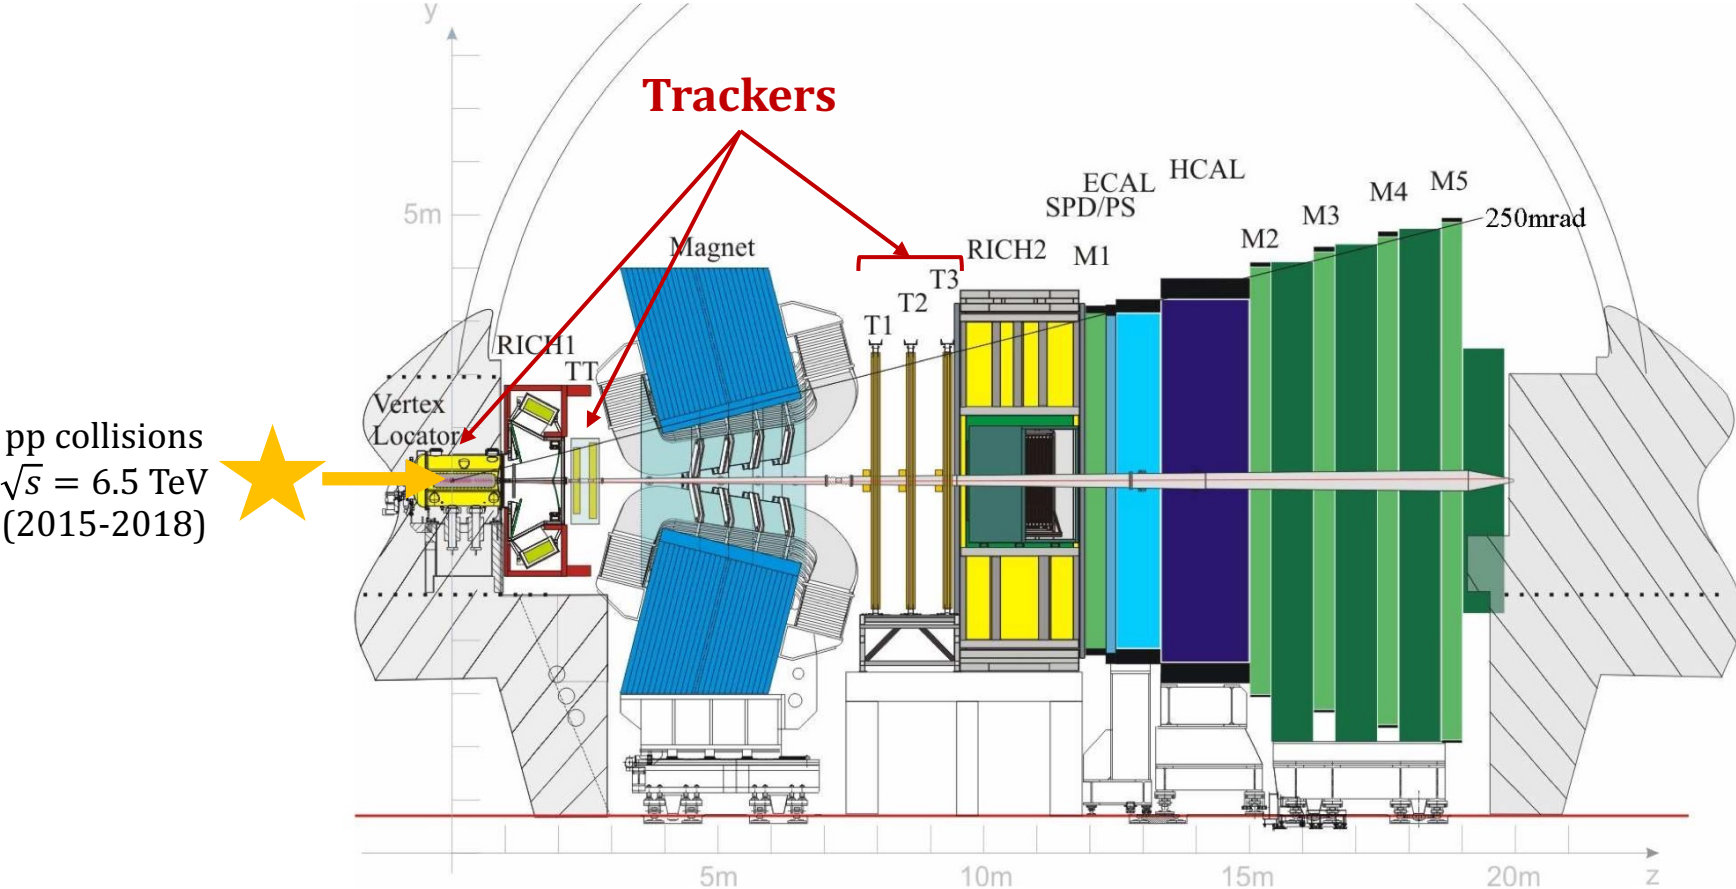 y
Trackers
5m
Magnet
RICH1
TT
Vertex
Locator
pp collisions
√s = 6.5 TeV
(2015-2018)
T1
T2
T3
RICH2
M1
SPD/PS
ECAL
HCAL
M2
M3
M4
M5
250mrad
5m
10m
15m
20m
z